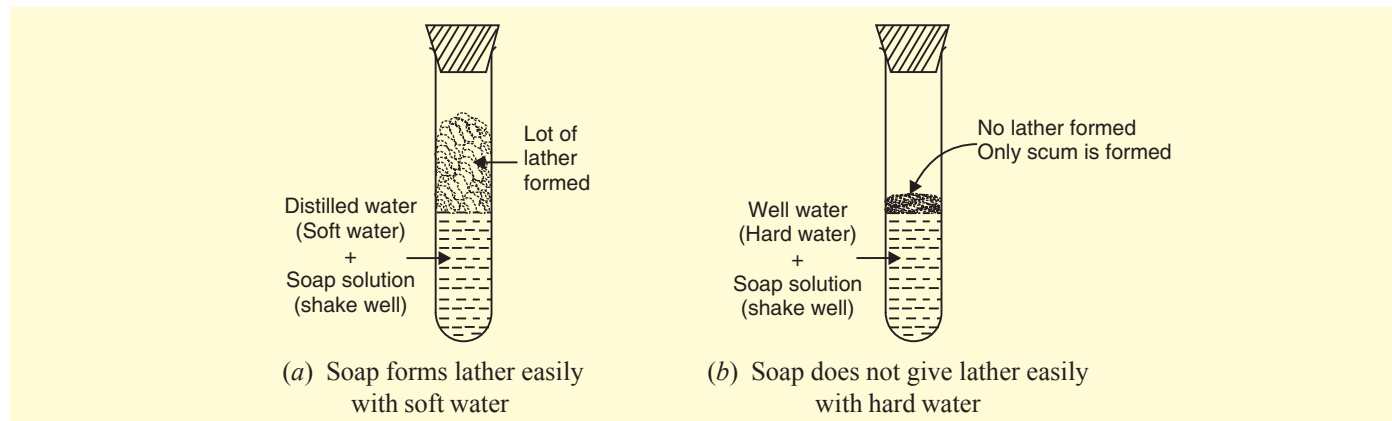 Lot of
lather
formed
Distilled water
(Soft water)
+
Soap solution
(shake well)
(a) Soap forms lather easily
with soft water
No lather formed
Only scum is formed
Well water
(Hard water)
+
Soap solution
(shake well)
(b) Soap does not give lather easily
with hard water